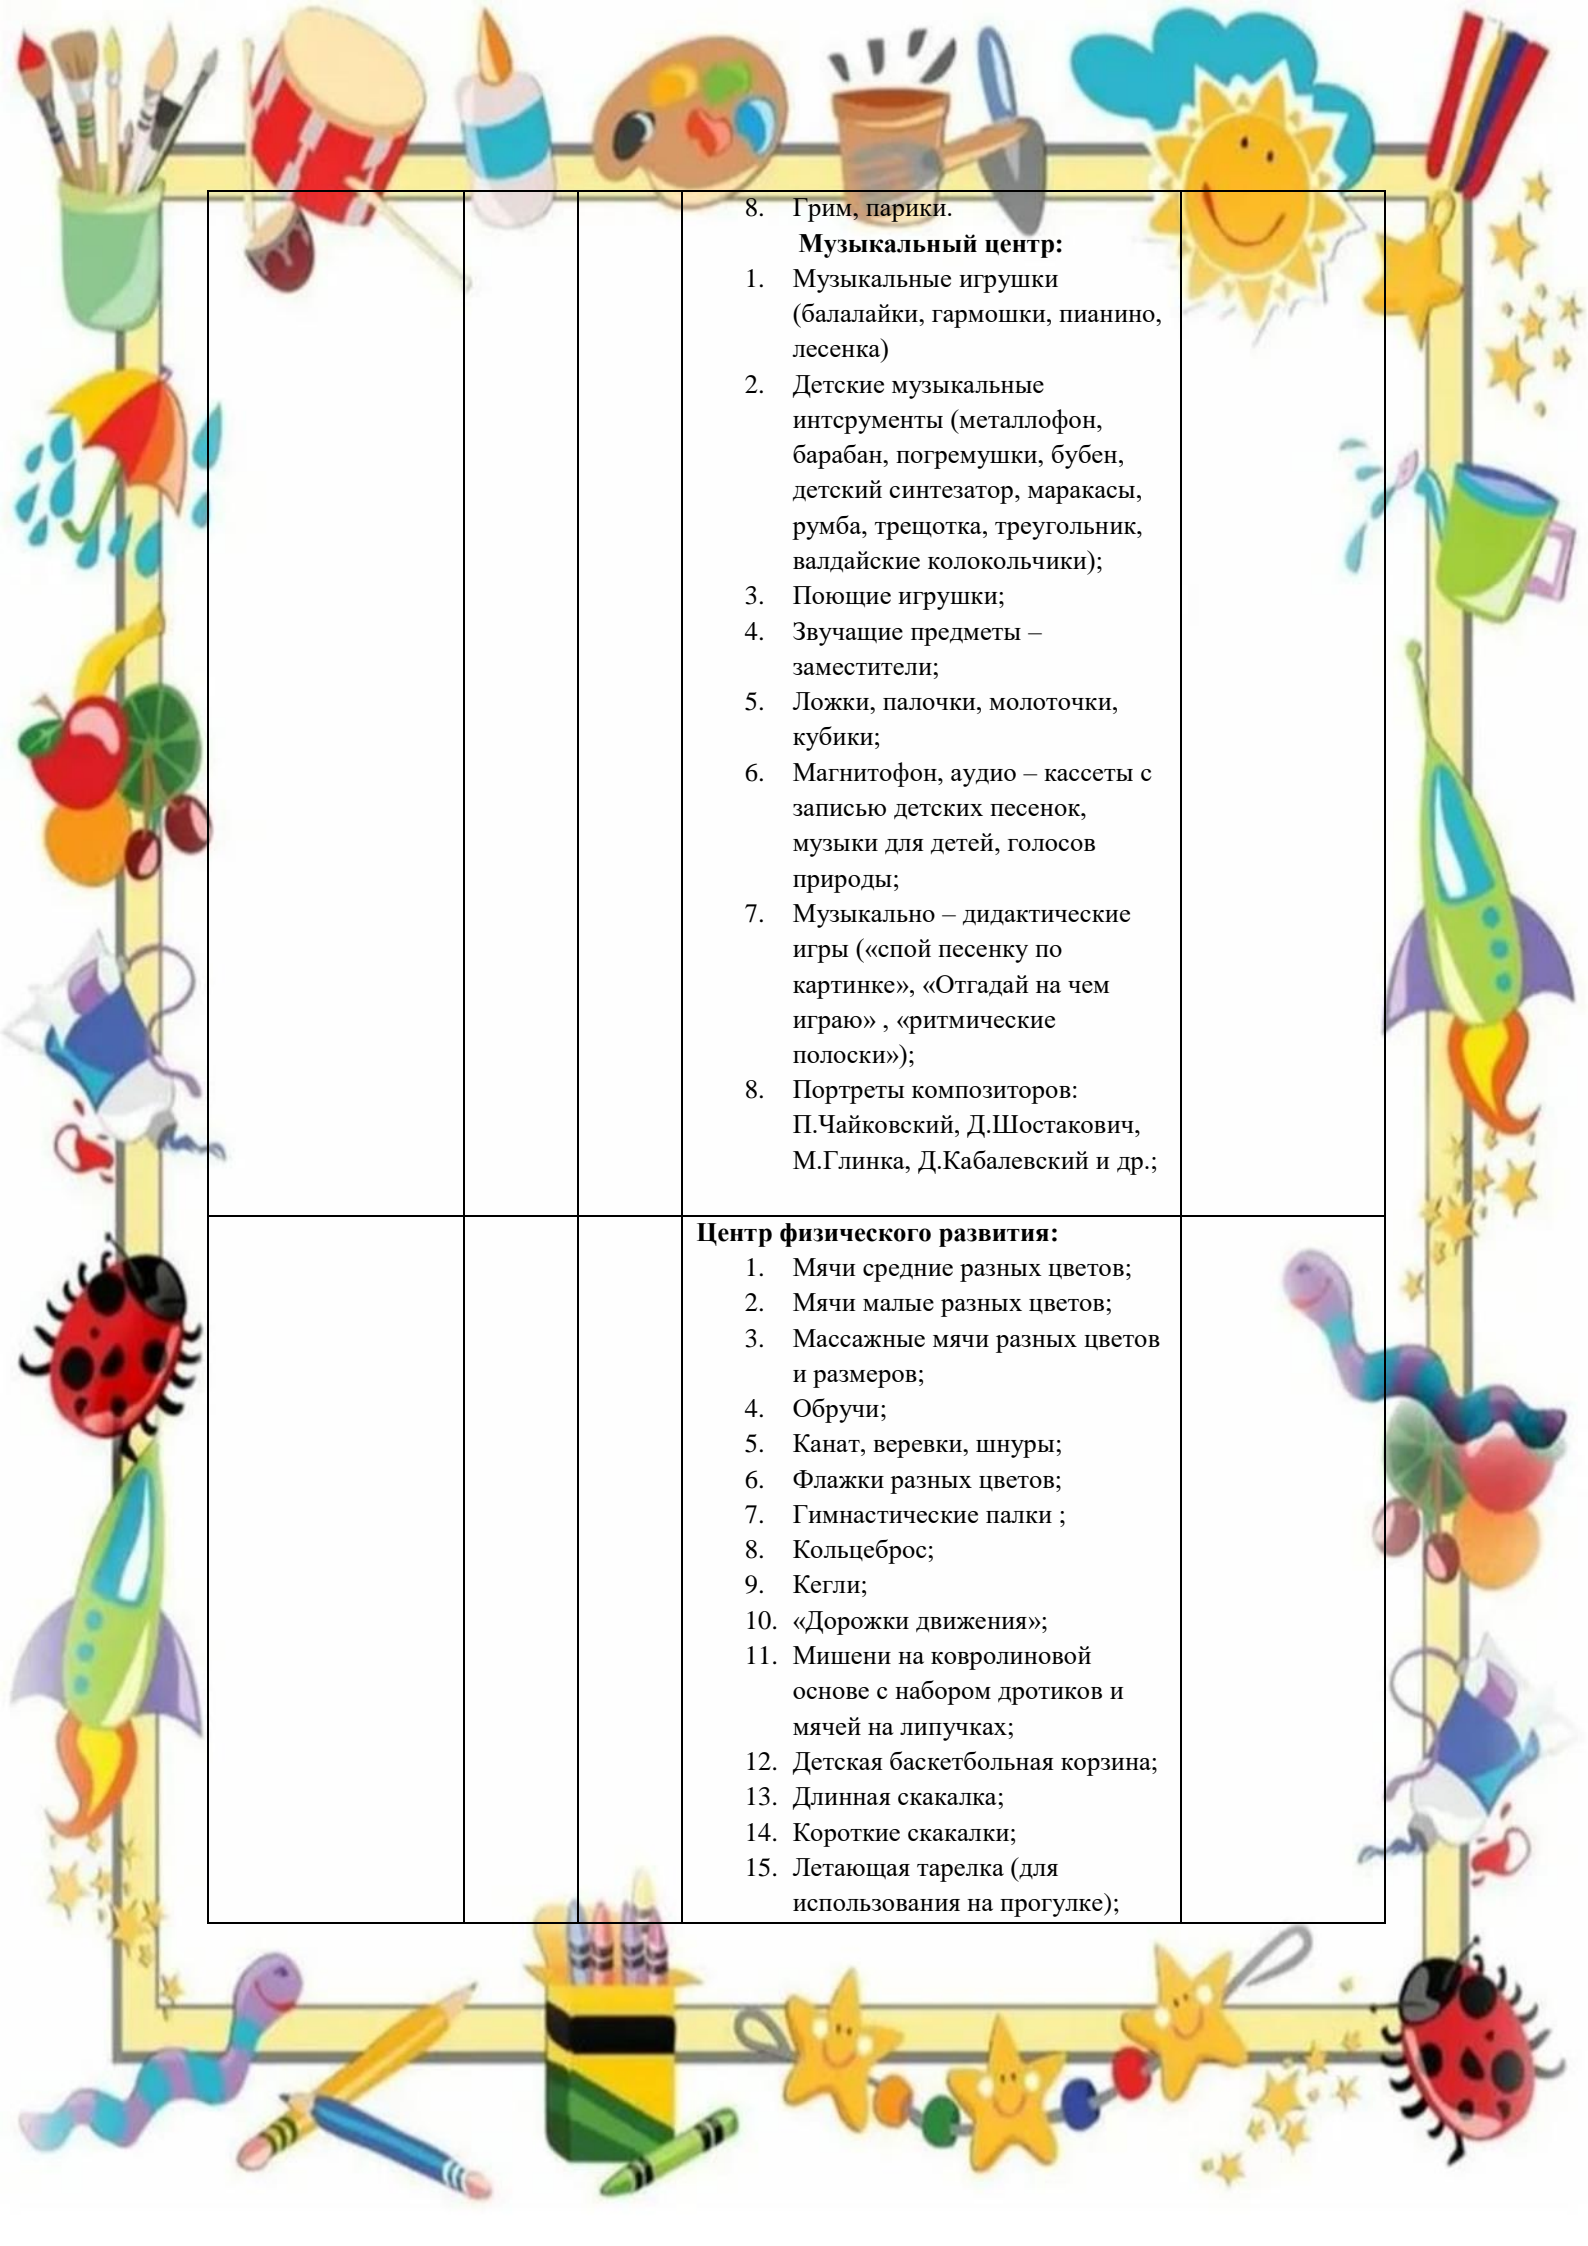 8. Грим, парики.
Музыкальный центр:
1. Музыкальные игрушки
(балалайки, гармошки, пианино,
лесенка)
2. Детские музыкальные
интсрументы (металлофон,
барабан, погремушки, бубен,
детский синтезатор, маракасы,
румба, трещотка, треугольник,
валдайские колокольчики);
3. Поющие игрушки;
4. Звучащие предметы –
заместители;
5. Ложки, палочки, молоточки,
кубики;
6. Магнитофон, аудио – кассеты с
записью детских песенок,
музыки для детей, голосов
природы;
7. Музыкально – дидактические
игры («спой песенку по
картинке», «Отгадай на чем
играю» , «ритмические
полоски»);
8. Портреты композиторов:
П.Чайковский, Д.Шостакович,
М.Глинка, Д.Кабалевский и др.;
Центр физического развития:
1. Мячи средние разных цветов;
2. Мячи малые разных цветов;
3. Массажные мячи разных цветов
и размеров;
4. Обручи;
5. Канат, веревки, шнуры;
6. Флажки разных цветов;
7. Гимнастические палки ;
8. Кольцеброс;
9. Кегли;
10. «Дорожки движения»;
11. Мишени на ковролиновой
основе с набором дротиков и
мячей на липучках;
12. Детская баскетбольная корзина;
13. Длинная скакалка;
14. Короткие скакалки;
15. Летающая тарелка (для
использования на прогулке);